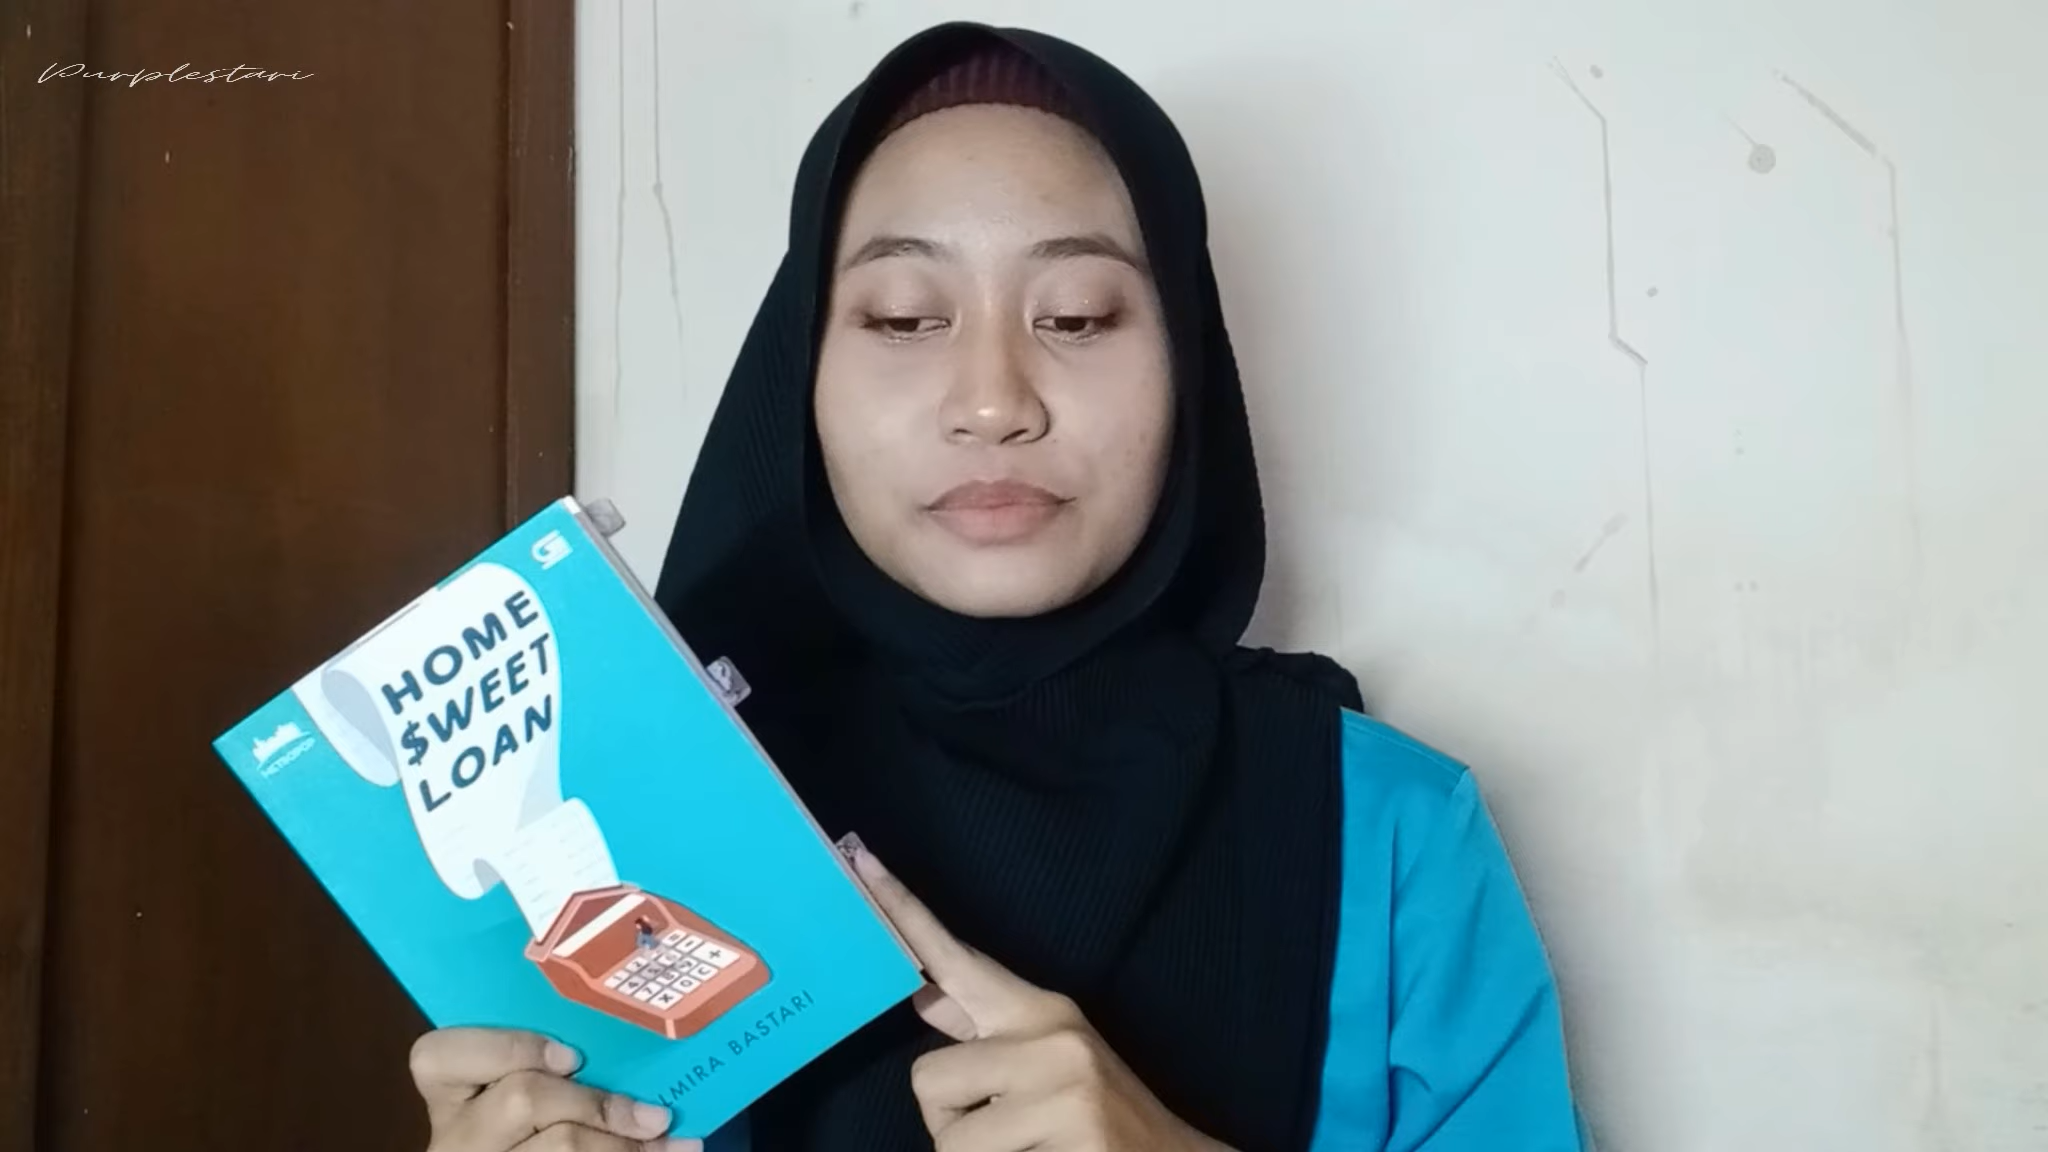 Purplestari
HOME
$WEET
LOAN
METROPOP
LMIRA BASTARI